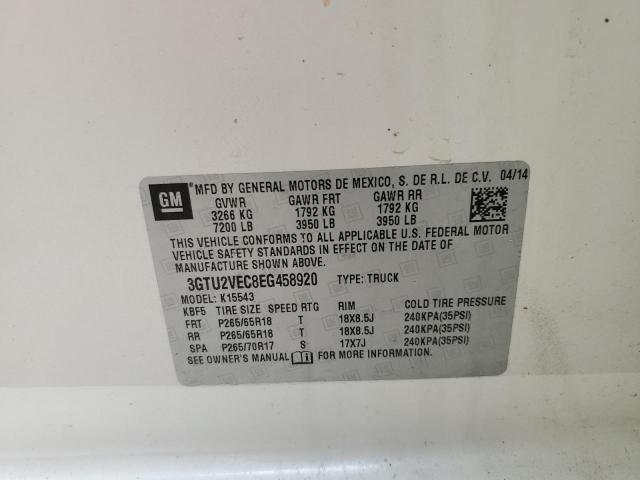 GM
MFD BY GENERAL MOTORS DE MEXICO, S. DE R.L. DE C.V. 04/14
GVWR GAWR FRT GAWR RR
3266 KG 1792 KG 1792 KG
7200 LB 3950 LB 3950 LB
THIS VEHICLE CONFORMS TO ALL APPLICABLE U.S. FEDERAL MOTOR
VEHICLE SAFETY STANDARDS IN EFFECT ON THE DATE OF
MANUFACTURE SHOWN ABOVE.
3GTU2VEC8EG458920 TYPE: TRUCK
MODEL: K15543
KBF5 TIRE SIZE SPEED RTG RIM COLD TIRE PRESSURE
FRT P265/65R18 T 18X8.5J 240KPA(35PSI)
RR P265/65R18 T 18X8.5J 240KPA(35PSI)
SPA P265/70R17 S 17X7J 240KPA(35PSI)
SEE OWNER'S MANUAL